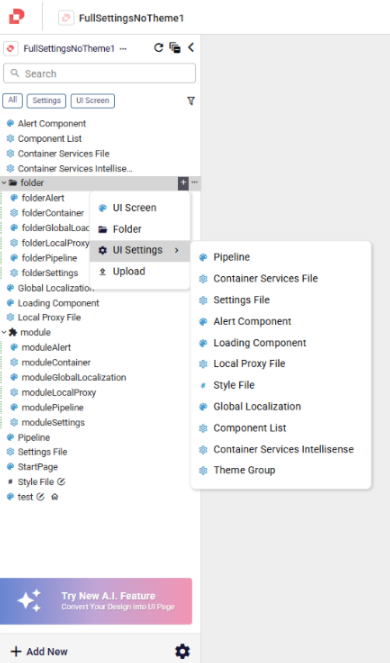 FullSettingsNoTheme1
FullSettingsNoTheme1 ...
Search
All Settings UI Screen
Alert Component
Component List
Container Services File
Container Services Intellise...
folder + ...
folderAlert
folderContainer
folderGlobalLoc
folderLocalProxy
folderPipeline
folderSettings
UI Screen
Folder
UI Settings >
Upload
Pipeline
Container Services File
Settings File
Alert Component
Loading Component
Local Proxy File
# Style File
Global Localization
Component List
Container Services Intellisense
Theme Group
Global Localization
Loading Component
Local Proxy File
module
moduleAlert
moduleContainer
moduleGlobalLocalization
moduleLocalProxy
modulePipeline
moduleSettings
Pipeline
Settings File
StartPage
# Style File
test
Try New A.I. Feature
Convert Your Design into UI Page
+ Add New